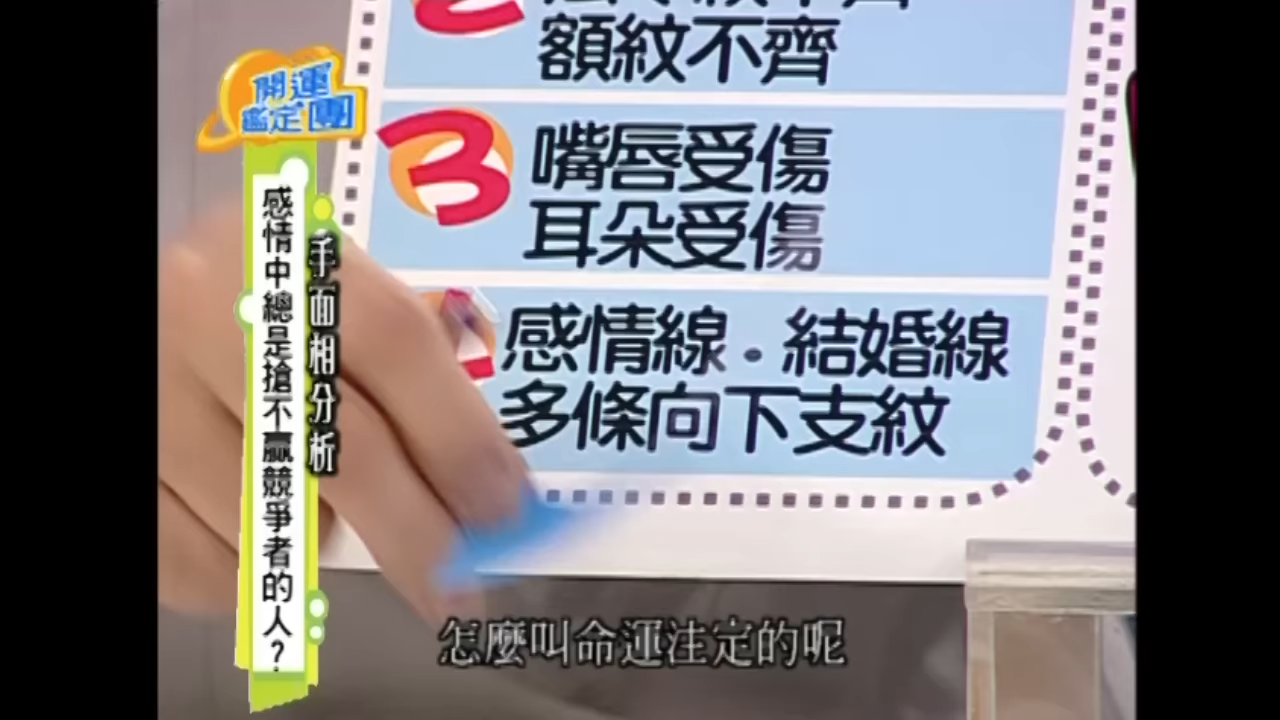 開運
鑑定團
手面相分析
感情中總是搶不贏競爭者的人?
2
額紋不齊
3
嘴唇受傷
耳朵受傷
感情線.結婚線
多條向下支紋
怎麼叫命運注定的呢